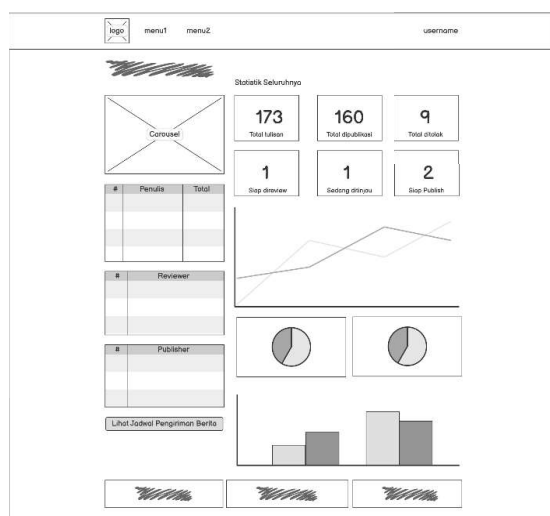 logo menu1 menu2 username
Statistik Seluruhnya
Carousel
173 160 9
Total tulisan Total dipublikasi Total ditolak
1 1 2
Siap direview Sedang ditinjau Siap Publish
# Penulis Total
# Reviewer
# Publisher
Lihat Jadwal Pengiriman Berita